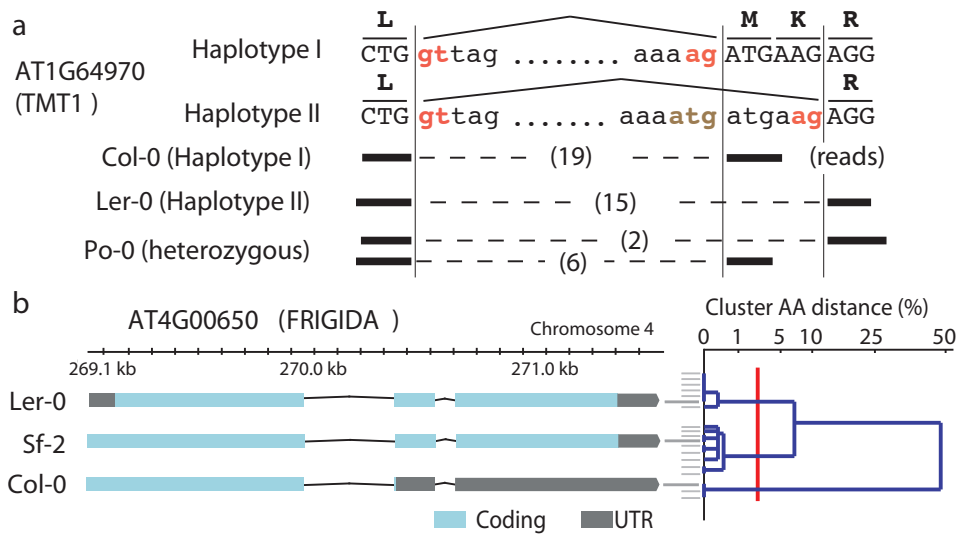 a
AT1G64970
(TMT1 )
L M K R
Haplotype I CTG gttag ........ aaaag ATGAAG AGG
L R
Haplotype II CTG gttag ........ aaaatg atgaag AGG
Col-0 (Haplotype I) (19) (reads)
Ler-0 (Haplotype II) (15)
Po-0 (heterozygous) (2)
(6)
b
AT4G00650 (FRIGIDA )
Chromosome 4
Cluster AA distance (%)
0 1 5 10 25 50
269.1 kb 270.0 kb 271.0 kb
Ler-0
Sf-2
Col-0
Coding UTR